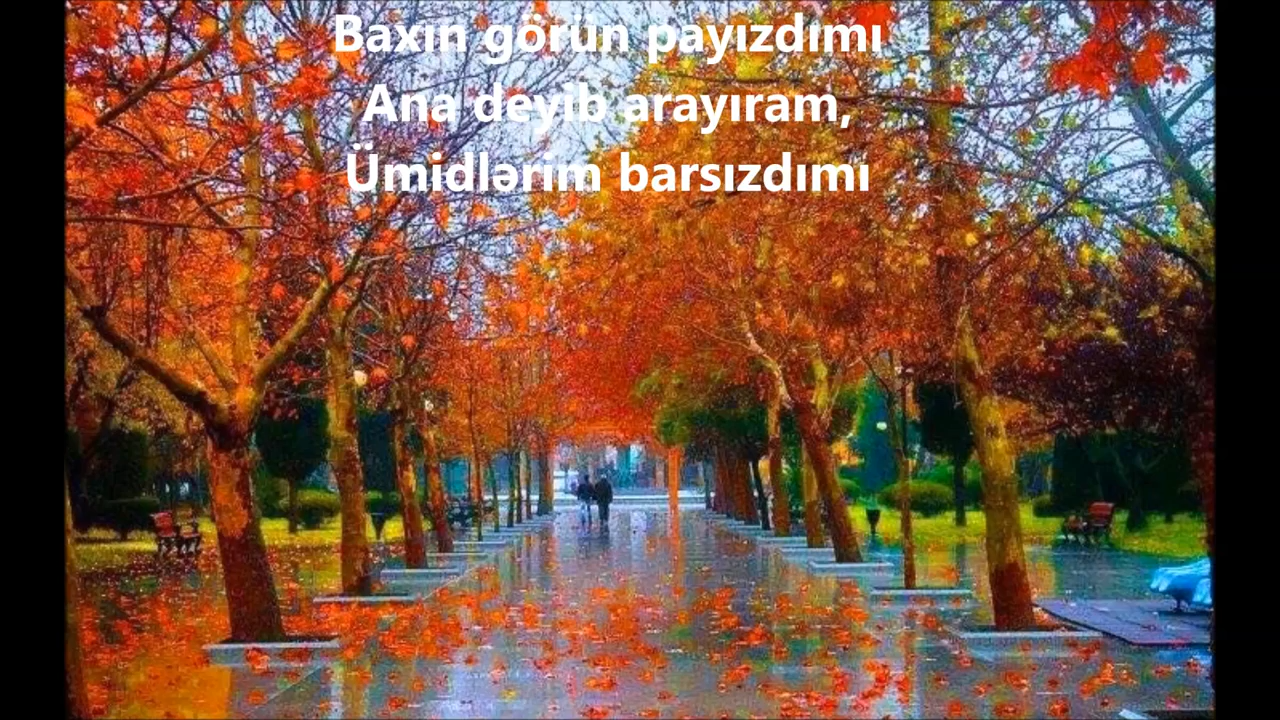 Baxın görün payızdımı
Ana deyib arayıram,
Ümidlərim barsızdımı